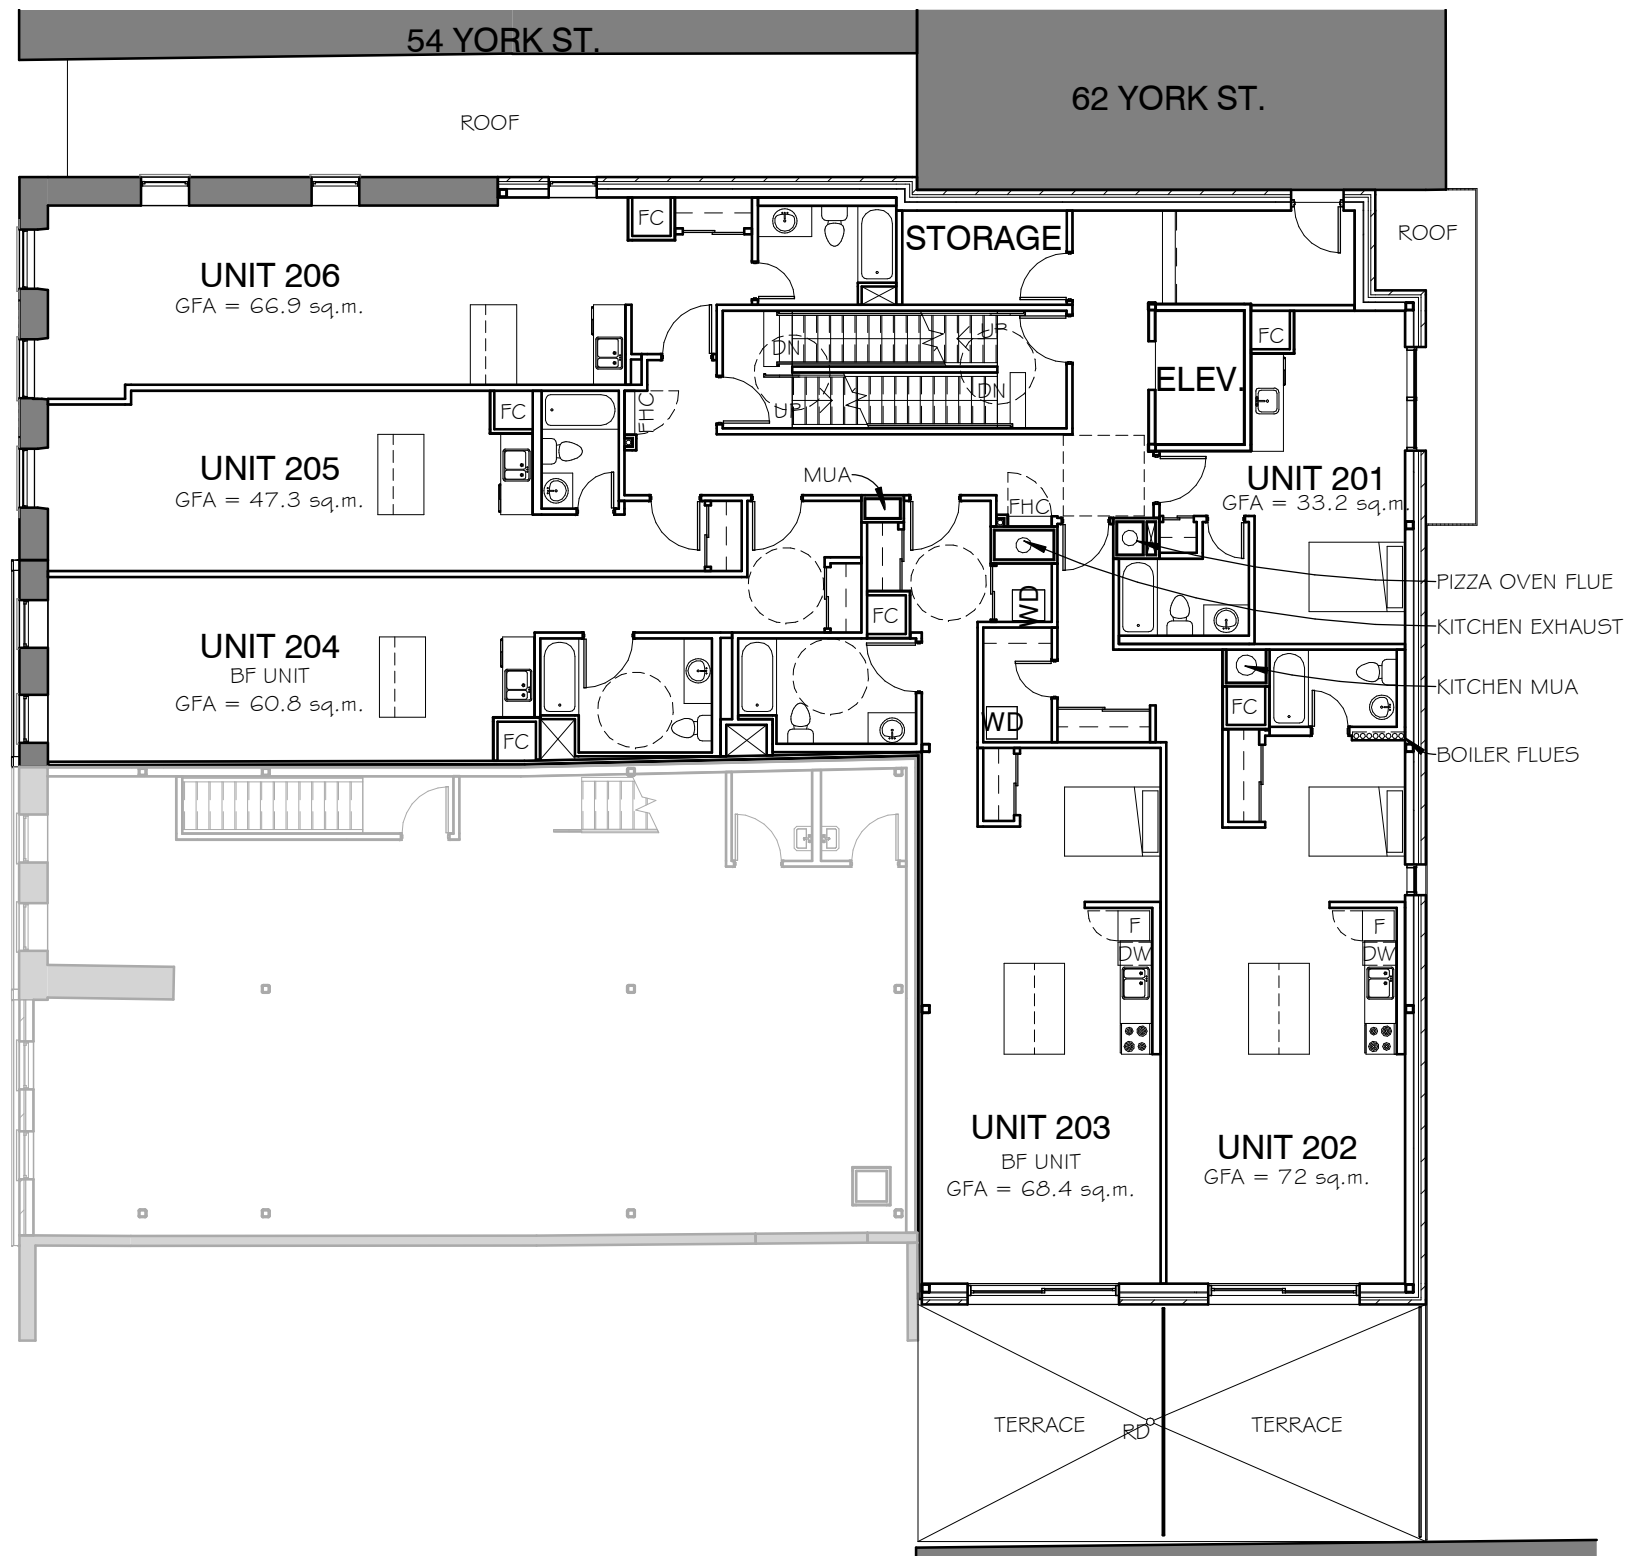 54 YORK ST.
62 YORK ST.
ROOF
FC
STORAGE
ROOF
UNIT 206
GFA = 66.9 sq.m.
UP
DN
FC
ELEV.
DN
UP
FHC
FC
UNIT 205
GFA = 47.3 sq.m.
MUA
UNIT 201
GFA = 33.2 sq.m.
FHC
PIZZA OVEN FLUE
WD
FC
KITCHEN EXHAUST
UNIT 204
BF UNIT
GFA = 60.8 sq.m.
KITCHEN MUA
FC
WD
FC
BOILER FLUES
F
F
DW
DW
UNIT 203
BF UNIT
GFA = 68.4 sq.m.
UNIT 202
GFA = 72 sq.m.
TERRACE
RD
TERRACE